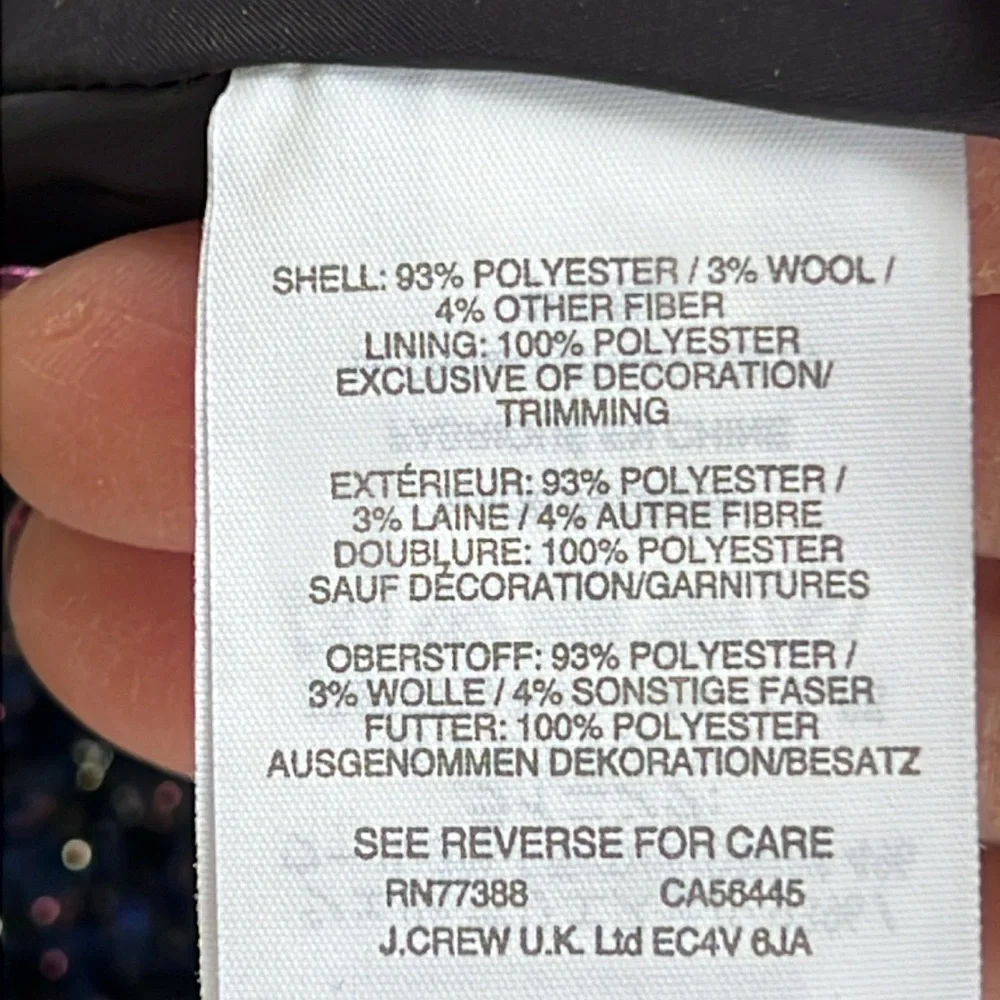 SHELL: 93% POLYESTER / 3% WOOL /
4% OTHER FIBER
LINING: 100% POLYESTER
EXCLUSIVE OF DECORATION/
TRIMMING
EXTÉRIEUR: 93% POLYESTER /
3% LAINE / 4% AUTRE FIBRE
DOUBLURE: 100% POLYESTER
SAUF DÉCORATION/GARNITURES
OBERSTOFF: 93% POLYESTER /
3% WOLLE / 4% SONSTIGE FASER
FUTTER: 100% POLYESTER
AUSGENOMMEN DEKORATION/BESATZ
SEE REVERSE FOR CARE
RN77388 CA56445
J.CREW U.K. Ltd EC4V 6JA